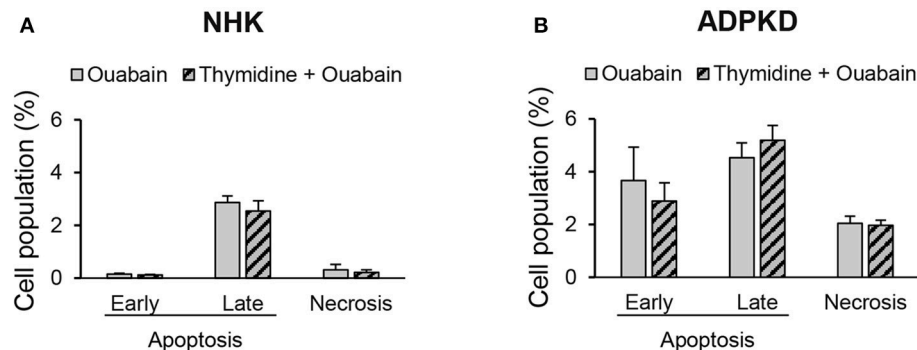 A
NHK
Ouabain
Thymidine + Ouabain
Cell population (%)
6
4
2
0
Early
Late
Necrosis
Apoptosis
B
ADPKD
Ouabain
Thymidine + Ouabain
Cell population (%)
6
4
2
0
Early
Late
Necrosis
Apoptosis